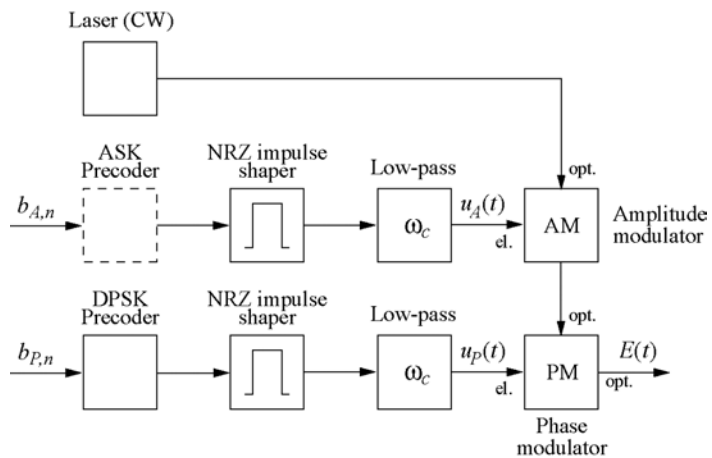 Laser (CW)
ASK
Precoder
NRZ impulse
shaper
Low-pass
opt.
b_{A,n}
ω_c
u_A(t)
el.
AM
Amplitude
modulator
DPSK
Precoder
NRZ impulse
shaper
Low-pass
opt.
b_{P,n}
ω_c
u_P(t)
el.
PM
E(t)
opt.
Phase
modulator